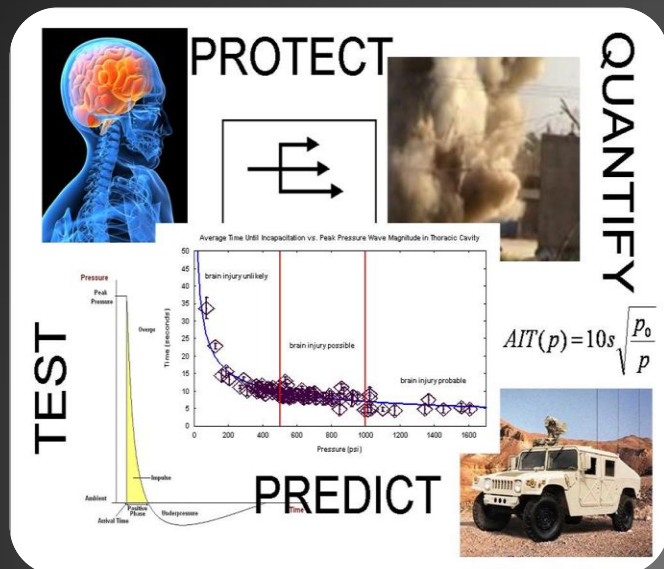 PROTECT
QUANTIFY
TEST
PREDICT
Average Time Until Incapacitation vs. Peak Pressure Wave Magnitude in Thoracic Cavity
Time (seconds)
50
45
40
35
30
25
20
15
10
5
0
brain injury unlikely
brain injury possible
brain injury probable
0 200 400 600 800 1000 1200 1400 1600
Pressure (psi)
AIT(p)=10s√(p₀/p)
Pressure
Peak
Pressure
Impulse
Ambient
Arrival Time
Positive
Phase
Underpressure
Time